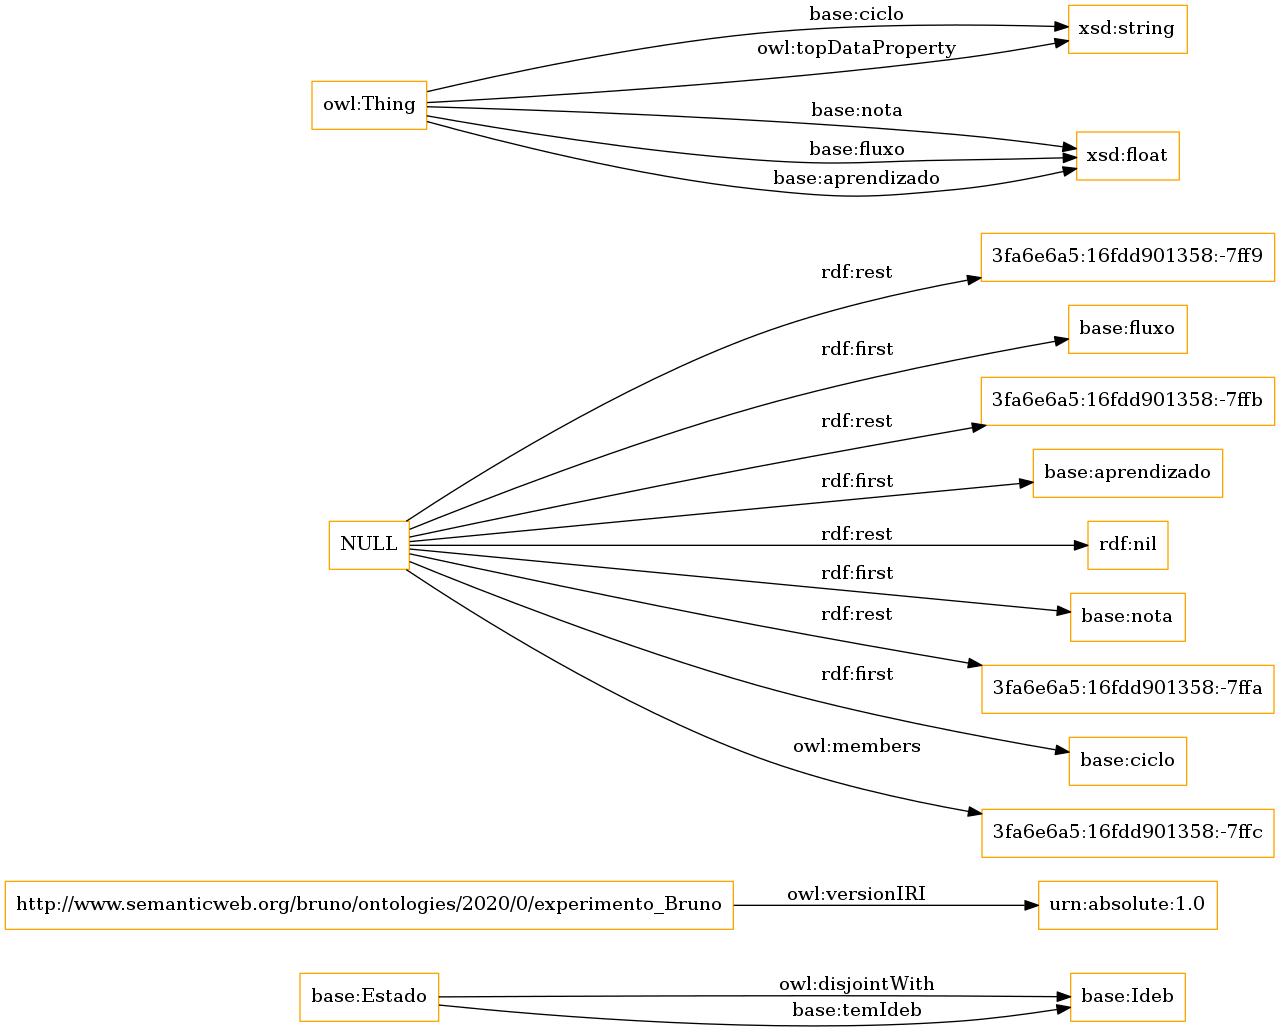 base:ciclo
xsd:string
owl:topDataProperty
owl:Thing
base:nota
base:fluxo
xsd:float
base:aprendizado
3fa6e6a5:16fdd901358:-7ff9
rdf:rest
base:fluxo
rdf:first
3fa6e6a5:16fdd901358:-7ffb
rdf:rest
base:aprendizado
rdf:first
NULL
rdf:rest
rdf:nil
rdf:first
base:nota
rdf:rest
3fa6e6a5:16fdd901358:-7ffa
rdf:first
base:ciclo
owl:members
3fa6e6a5:16fdd901358:-7ffc
http://www.semanticweb.org/bruno/ontologies/2020/0/experimento_Bruno
owl:versionIRI
urn:absolute:1.0
base:Estado
owl:disjointWith
base:Ideb
base:temIdeb